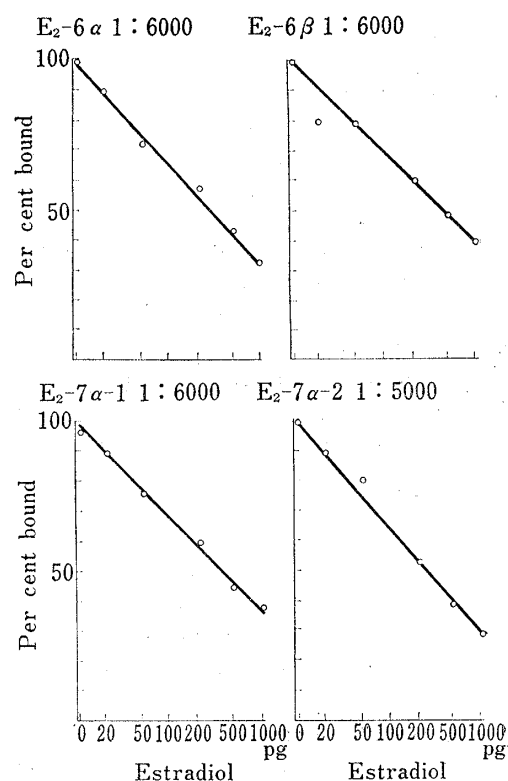 E₂-6α 1:6000 E₂-6β 1:6000
100
50
Per cent bound
E₂-7α-1 1:6000 E₂-7α-2 1:5000
100
50
Per cent bound
0 20 50 100 200 500 1000 0 20 50 100 200 500 1000
pg pg
Estradiol Estradiol